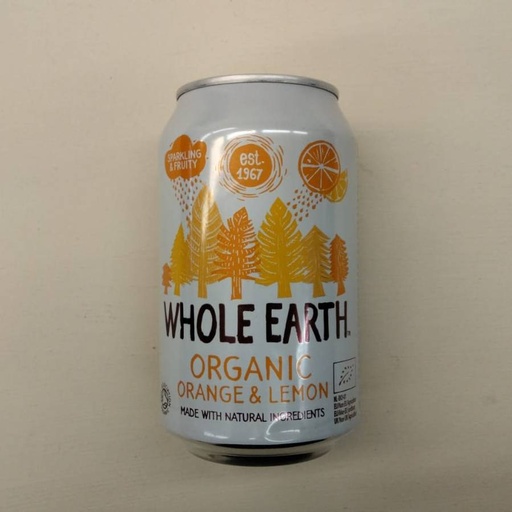 SPARKLING
& FRUITY
est.
1967
WHOLE EARTH
ORGANIC
ORANGE & LEMON
MADE WITH NATURAL INGREDIENTS